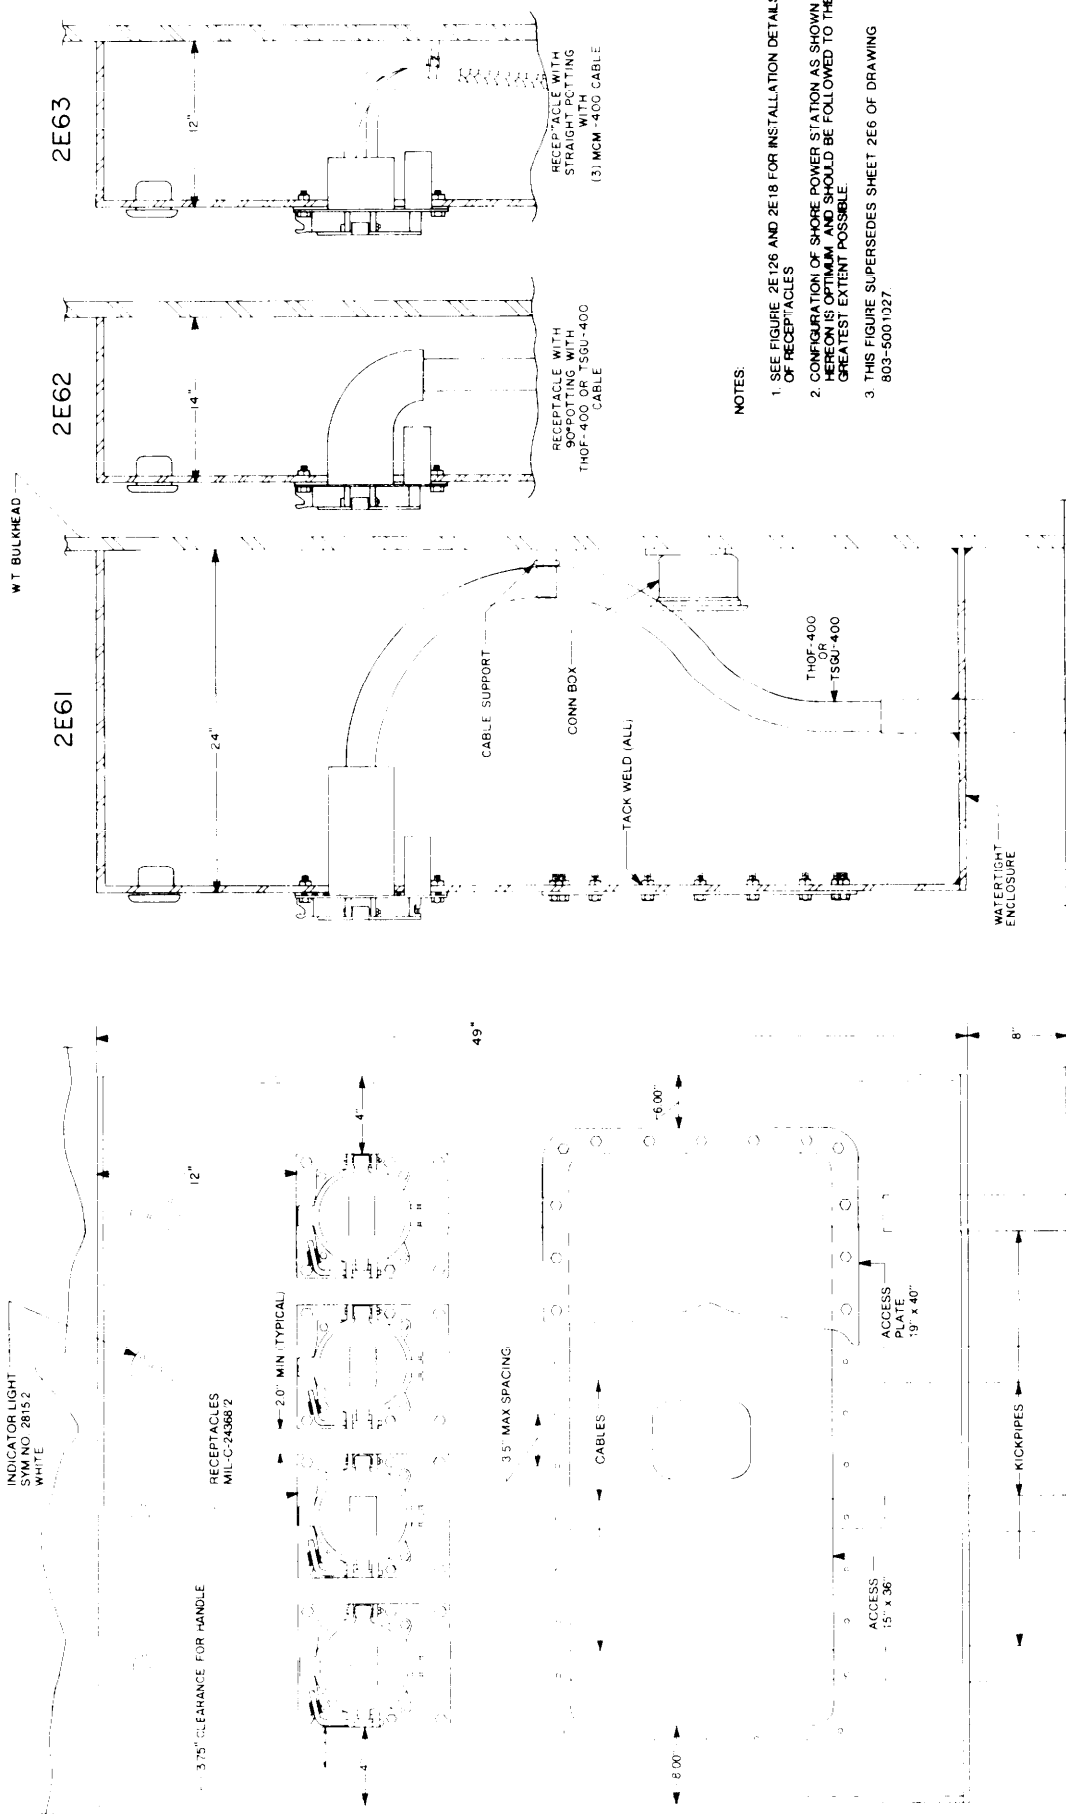 INDICATOR LIGHT
SYM NO 2815.2
WHITE
3.75" CLEARANCE FOR HANDLE
RECEPTACLES
MIL-C-24368/2
12"
2.0" MIN (TYPICAL)
4"
4"
49"
3.5" MAX SPACING
CABLES
6.00"
8.00"
ACCESS
15" x 36"
ACCESS
PLATE
19" x 40"
KICKPIPES
8"
WT BULKHEAD
2E61
24"
CABLE SUPPORT
CONN BOX
TACK WELD (ALL)
THOF-400
OR
TSGU-400
WATERTIGHT
ENCLOSURE
2E62
14"
RECEPTACLE WITH
90° POTTING WITH
THOF-400 OR TSGU-400
CABLE
2E63
12"
RECEPTACLE WITH
STRAIGHT POTTING
WITH
(3) MCM-400 CABLE
NOTES:
1. SEE FIGURE 2E126 AND 2E18 FOR INSTALLATION DETAILS
OF RECEPTACLES
2. CONFIGURATION OF SHORE POWER STATION AS SHOWN
HEREON IS OPTIMUM AND SHOULD BE FOLLOWED TO THE
GREATEST EXTENT POSSIBLE
3. THIS FIGURE SUPERSEDES SHEET 2E6 OF DRAWING
803-5001027.